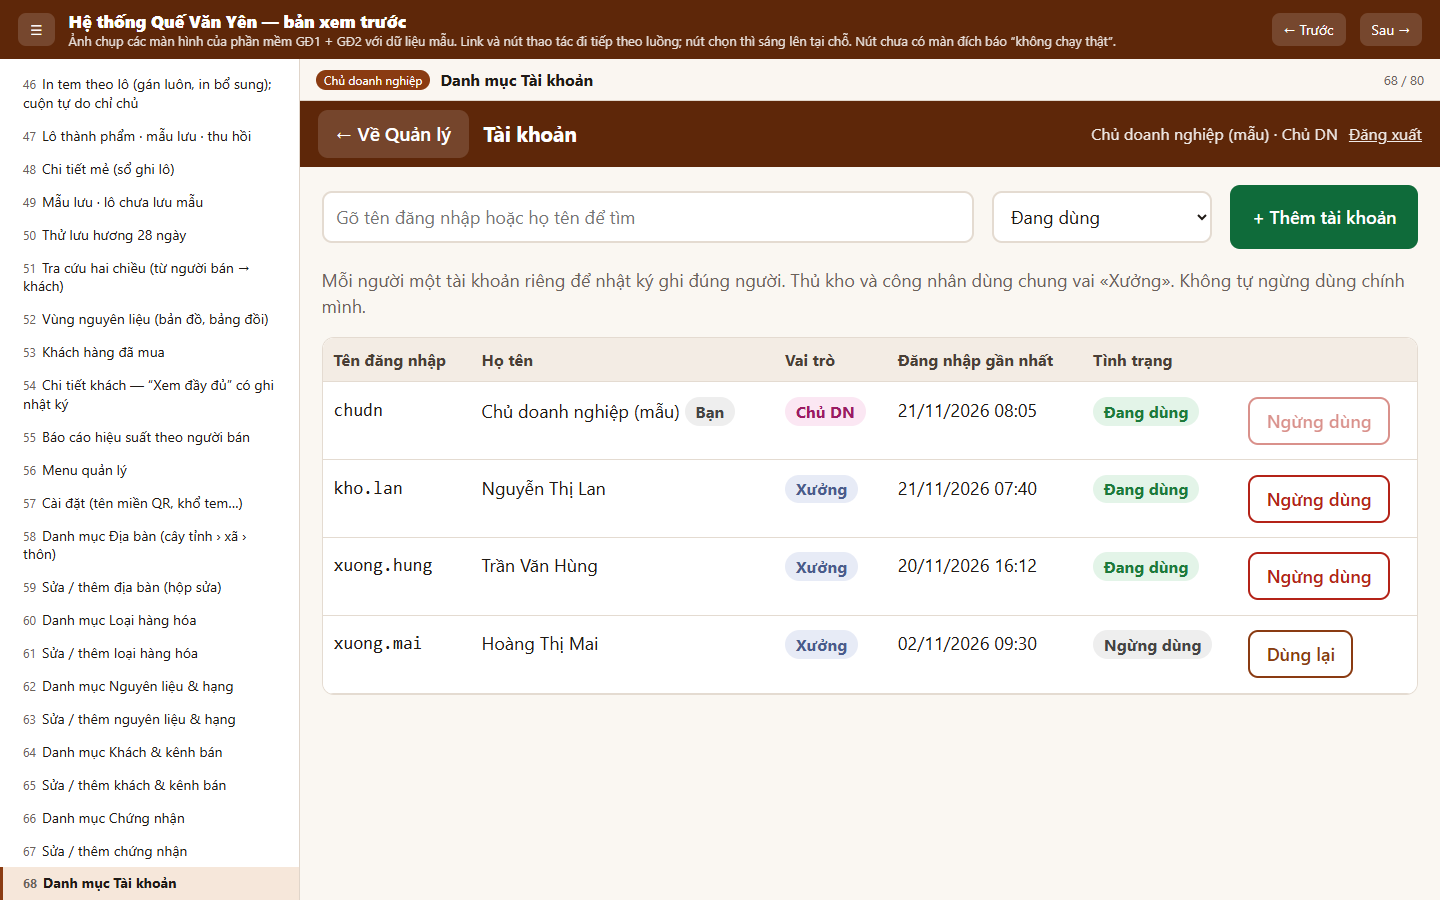 ☰
Hệ thống Quế Văn Yên — bản xem trước
Ảnh chụp các màn hình của phần mềm GĐ1 + GĐ2 với dữ liệu mẫu. Link và nút thao tác đi tiếp theo luồng; nút chọn thì sáng lên tại chỗ. Nút chưa có màn đích báo “không chạy thật”.
← Trước
Sau →
46 In tem theo lô (gán luôn, in bổ sung);
cuộn tự do chỉ chủ
47 Lô thành phẩm · mẫu lưu · thu hồi
48 Chi tiết mẻ (sổ ghi lô)
49 Mẫu lưu · lô chưa lưu mẫu
50 Thử lưu hương 28 ngày
51 Tra cứu hai chiều (từ người bán →
khách)
52 Vùng nguyên liệu (bản đồ, bảng đồi)
53 Khách hàng đã mua
54 Chi tiết khách — “Xem đầy đủ” có ghi
nhật ký
55 Báo cáo hiệu suất theo người bán
56 Menu quản lý
57 Cài đặt (tên miền QR, khổ tem…)
58 Danh mục Địa bàn (cây tỉnh › xã ›
thôn)
59 Sửa / thêm địa bàn (hộp sửa)
60 Danh mục Loại hàng hóa
61 Sửa / thêm loại hàng hóa
62 Danh mục Nguyên liệu & hạng
63 Sửa / thêm nguyên liệu & hạng
64 Danh mục Khách & kênh bán
65 Sửa / thêm khách & kênh bán
66 Danh mục Chứng nhận
67 Sửa / thêm chứng nhận
68 Danh mục Tài khoản
Chủ doanh nghiệp Danh mục Tài khoản 68 / 80
← Về Quản lý Tài khoản Chủ doanh nghiệp (mẫu) · Chủ DN Đăng xuất
Gõ tên đăng nhập hoặc họ tên để tìm Đang dùng + Thêm tài khoản
Mỗi người một tài khoản riêng để nhật ký ghi đúng người. Thủ kho và công nhân dùng chung vai «Xưởng». Không tự ngừng dùng chính
mình.
Tên đăng nhập Họ tên Vai trò Đăng nhập gần nhất Tình trạng
chudn Chủ doanh nghiệp (mẫu) Bạn Chủ DN 21/11/2026 08:05 Đang dùng Ngừng dùng
kho.lan Nguyễn Thị Lan Xưởng 21/11/2026 07:40 Đang dùng Ngừng dùng
xuong.hung Trần Văn Hùng Xưởng 20/11/2026 16:12 Đang dùng Ngừng dùng
xuong.mai Hoàng Thị Mai Xưởng 02/11/2026 09:30 Ngừng dùng Dùng lại